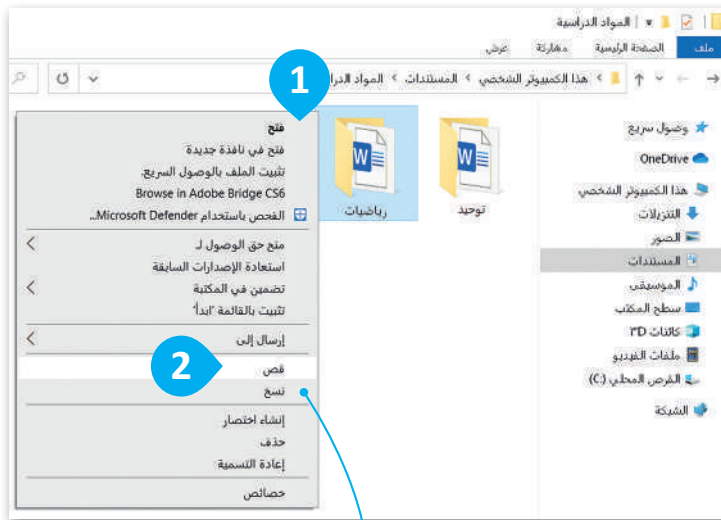 المواد الدراسية
ملف الصفحة الرئيسية مشاركة عرض
هذا الكمبيوتر الشخصي > المستندات > المواد
وصول سريع
OneDrive
هذا الكمبيوتر الشخصي
التنزيلات
الصور
المستندات
الموسيقى
سطح المكتب
كائنات ٣D
ملفات الفيديو
القرص المحلي (C:)
الشبكة
توحيد
رياضيات
1
فتح
فتح في نافذة جديدة
تثبيت الملف بالوصول السريع.
Browse in Adobe Bridge CS6
الفحص باستخدام Microsoft Defender...
منح حق الوصول لـ
استعادة الإصدارات السابقة
تضمين في المكتبة
تثبيت بالقائمة "ابدأ"
إرسال إلى
2
قص
نسخ
إنشاء اختصار
حذف
إعادة التسمية
خصائص